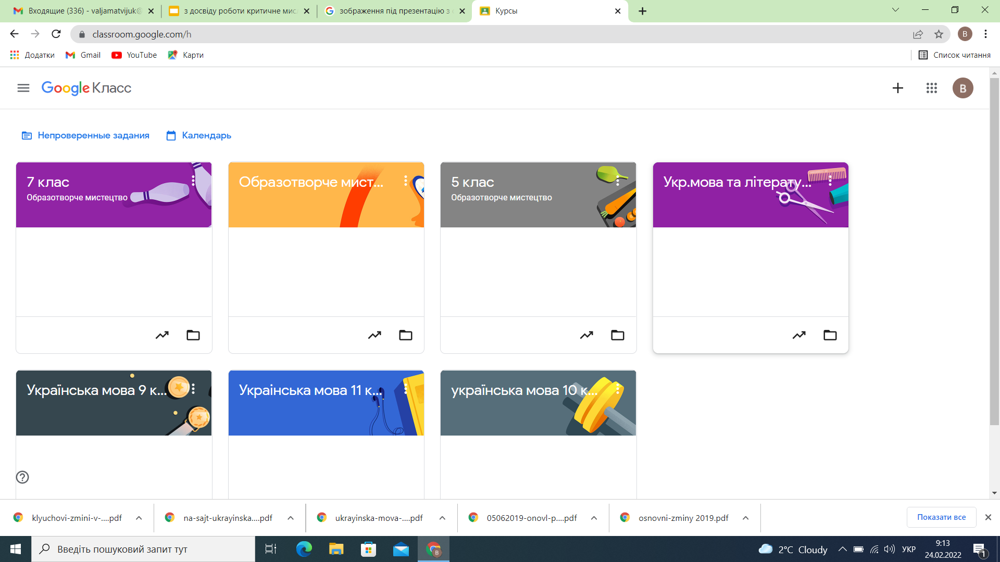 Входящие (336) - valjamatvijuk@
з досвіду роботи критичне мис
зображення під презентацію з
Курсы
classroom.google.com/h
B
Додатки
Gmail
YouTube
Карти
Список читання
Google Класс
B
Непроверенные задания
Календарь
7 клас
Образотворче мистецтво
Образотворче мист...
5 клас
Образотворче мистецтво
Укр.мова та літерату...
Українська мова 9 к...
Украінська мова 11 к...
українська мова 10 к...
klyuchovi-zmini-v-....pdf
na-sajt-ukrayinska....pdf
ukrayinska-mova-....pdf
05062019-onovl-p....pdf
osnovni-zminy 2019.pdf
Показати все
Введіть пошуковий запит тут
B
2°C Cloudy
УКР
9:13
24.02.2022
1